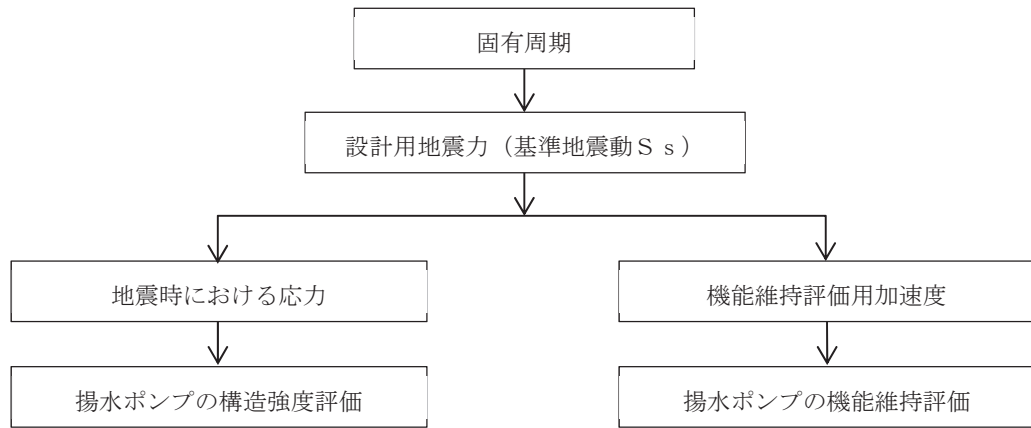 固有周期
設計用地震力（基準地震動Ｓｓ）
地震時における応力
機能維持評価用加速度
揚水ポンプの構造強度評価
揚水ポンプの機能維持評価